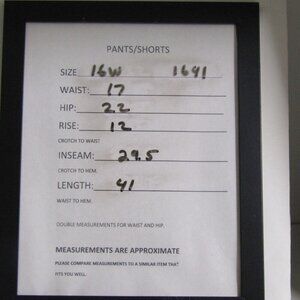 PANTS/SHORTS
SIZE 16W 1641
WAIST: 17
HIP: 22
RISE: 12
CROTCH TO WAIST
INSEAM: 29.5
CROTCH TO HEM.
LENGTH: 41
WAIST TO HEM.
DOUBLE MEASUREMENTS FOR WAIST AND HIP.
MEASUREMENTS ARE APPROXIMATE
PLEASE COMPARE MEASUREMENTS TO A SIMILAR ITEM THAT
FITS YOU WELL.